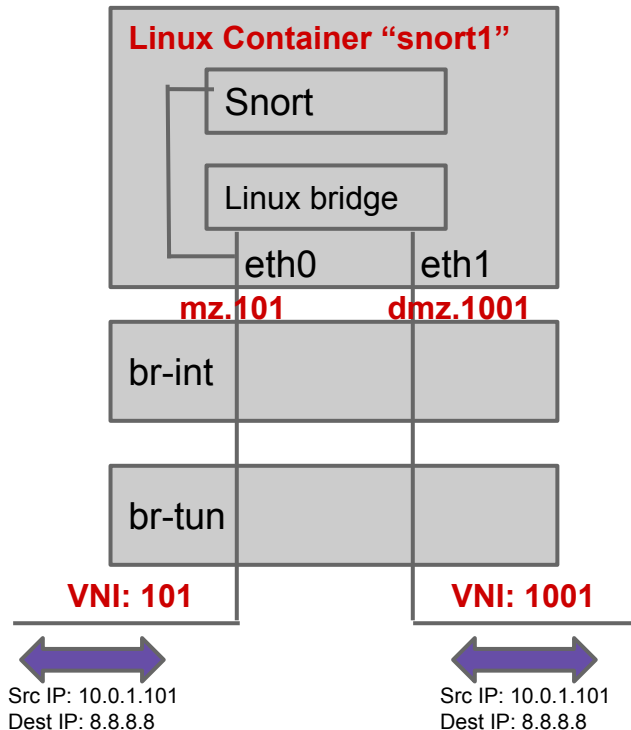 Linux Container “snort1”
Snort
Linux bridge
eth0
eth1
mz.101
dmz.1001
br-int
br-tun
VNI: 101
VNI: 1001
Src IP: 10.0.1.101
Dest IP: 8.8.8.8
Src IP: 10.0.1.101
Dest IP: 8.8.8.8